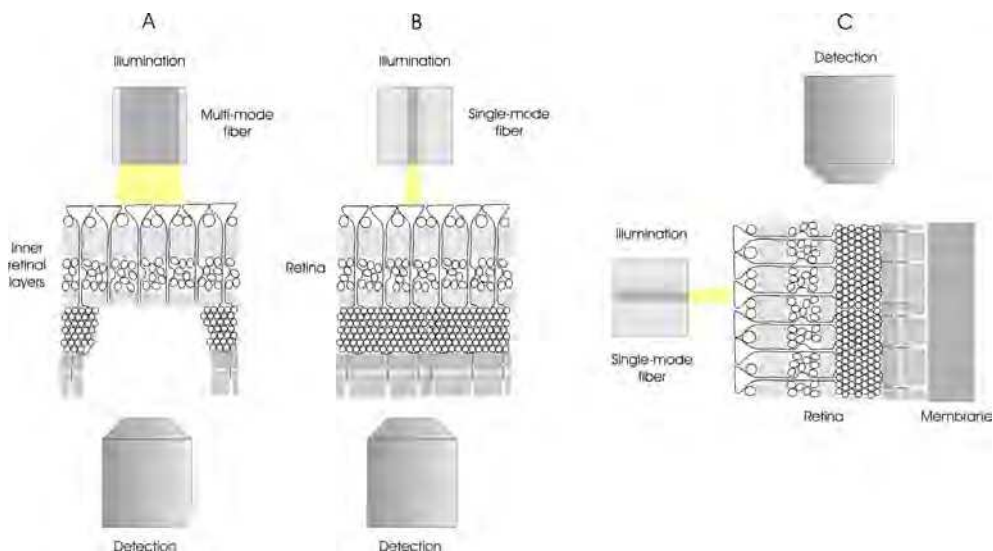 A
Illumination
Multi-mode
fiber
Inner
retinal
layers
Detection
B
Illumination
Single-mode
fiber
Retina
Detection
C
Detection
Illumination
Single-mode
fiber
Retina
Membrane